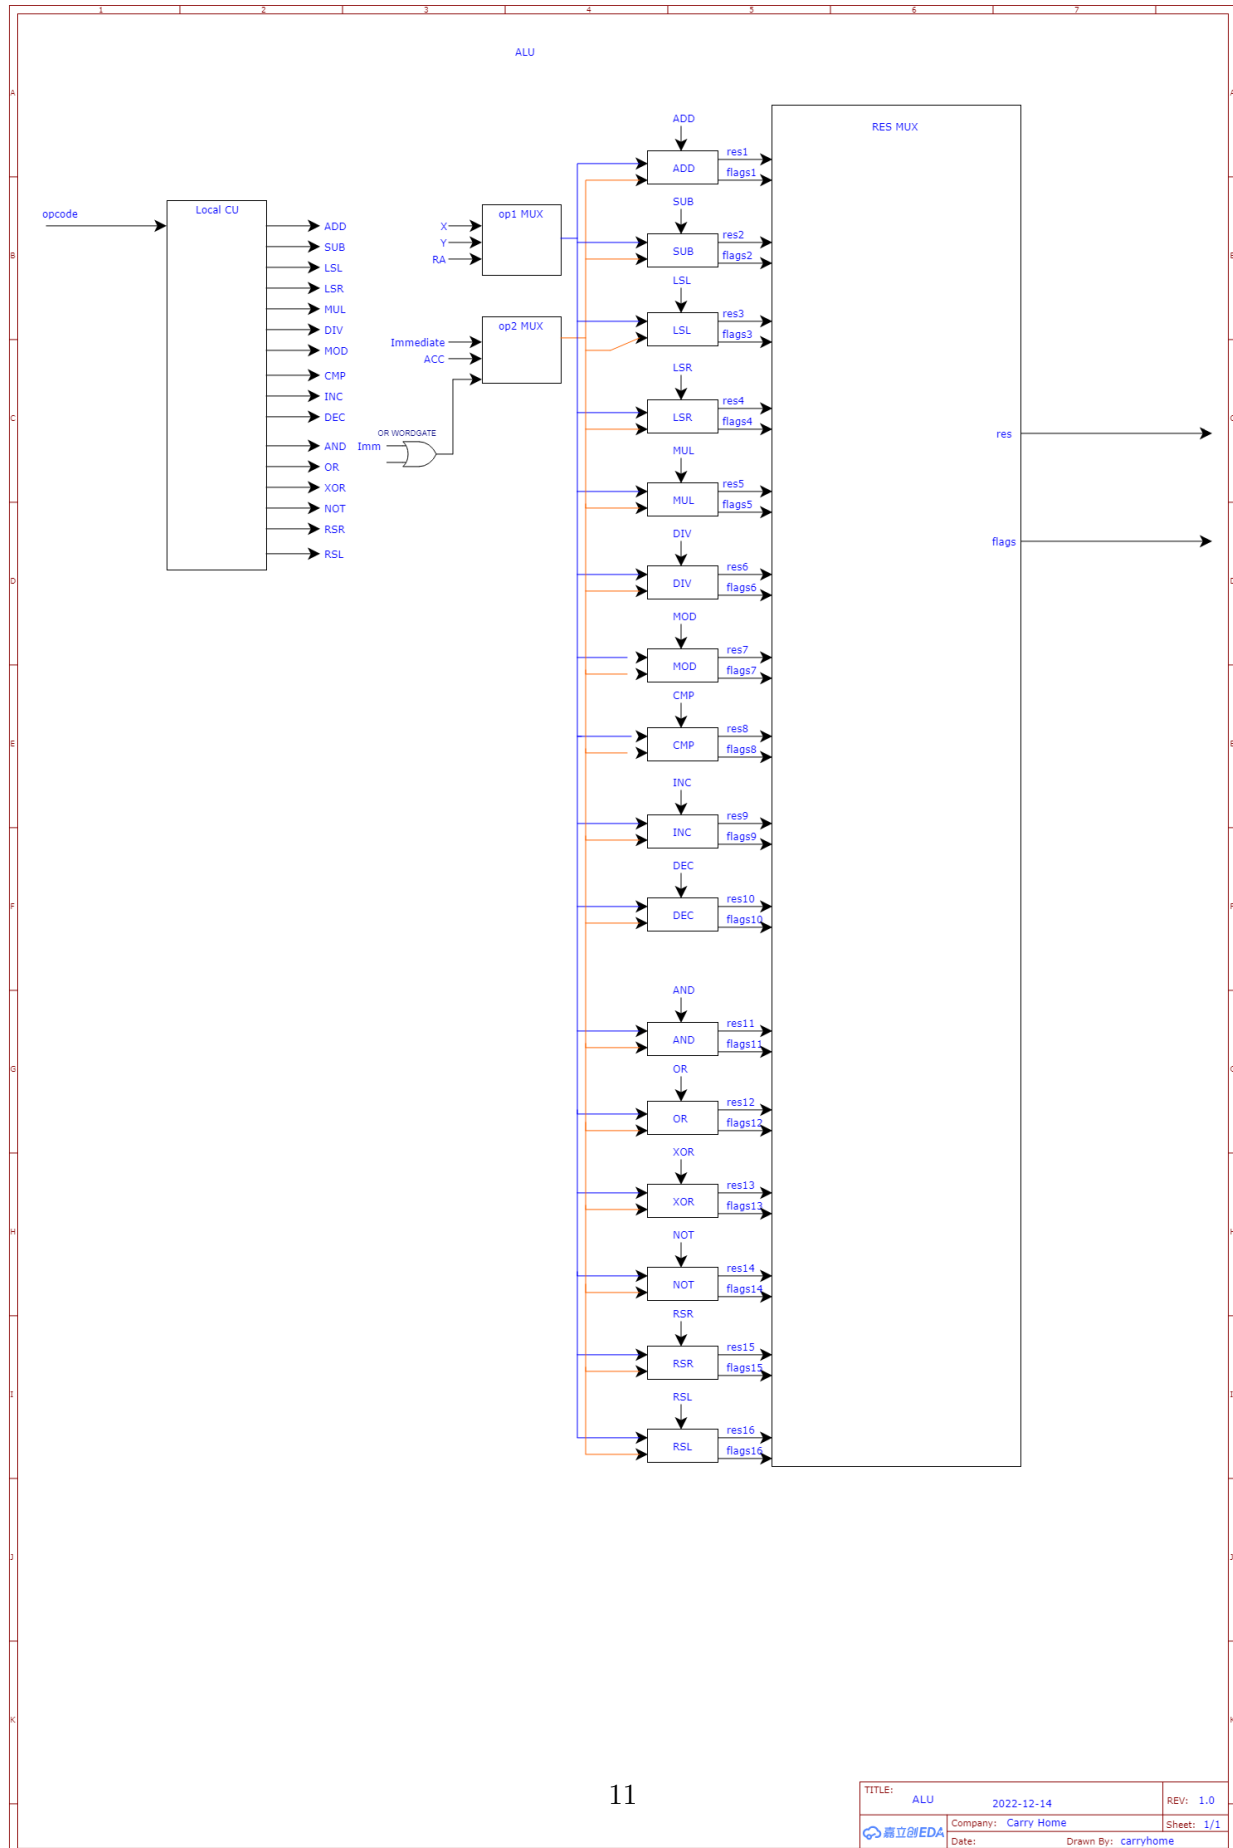 1 2 3 4 5 6 7
ALU
A A
B B
C C
D D
E E
F F
G G
H H
I I
J J
K K
opcode
Local CU
ADD
SUB
LSL
LSR
MUL
DIV
MOD
CMP
INC
DEC
AND
OR
XOR
NOT
RSR
RSL
op1 MUX
X
Y
RA
op2 MUX
Immediate
ACC
OR WORDGATE
Imm
ADD
ADD
res1
flags1
SUB
SUB
res2
flags2
LSL
LSL
res3
flags3
LSR
LSR
res4
flags4
MUL
MUL
res5
flags5
DIV
DIV
res6
flags6
MOD
MOD
res7
flags7
CMP
CMP
res8
flags8
INC
INC
res9
flags9
DEC
DEC
res10
flags10
AND
AND
res11
flags11
OR
OR
res12
flags12
XOR
XOR
res13
flags13
NOT
NOT
res14
flags14
RSR
RSR
res15
flags15
RSL
RSL
res16
flags16
RES MUX
res
flags
11
TITLE:
ALU 2022-12-14
REV: 1.0
嘉立创EDA
Company: Carry Home
Sheet: 1/1
Date:
Drawn By: carryhome